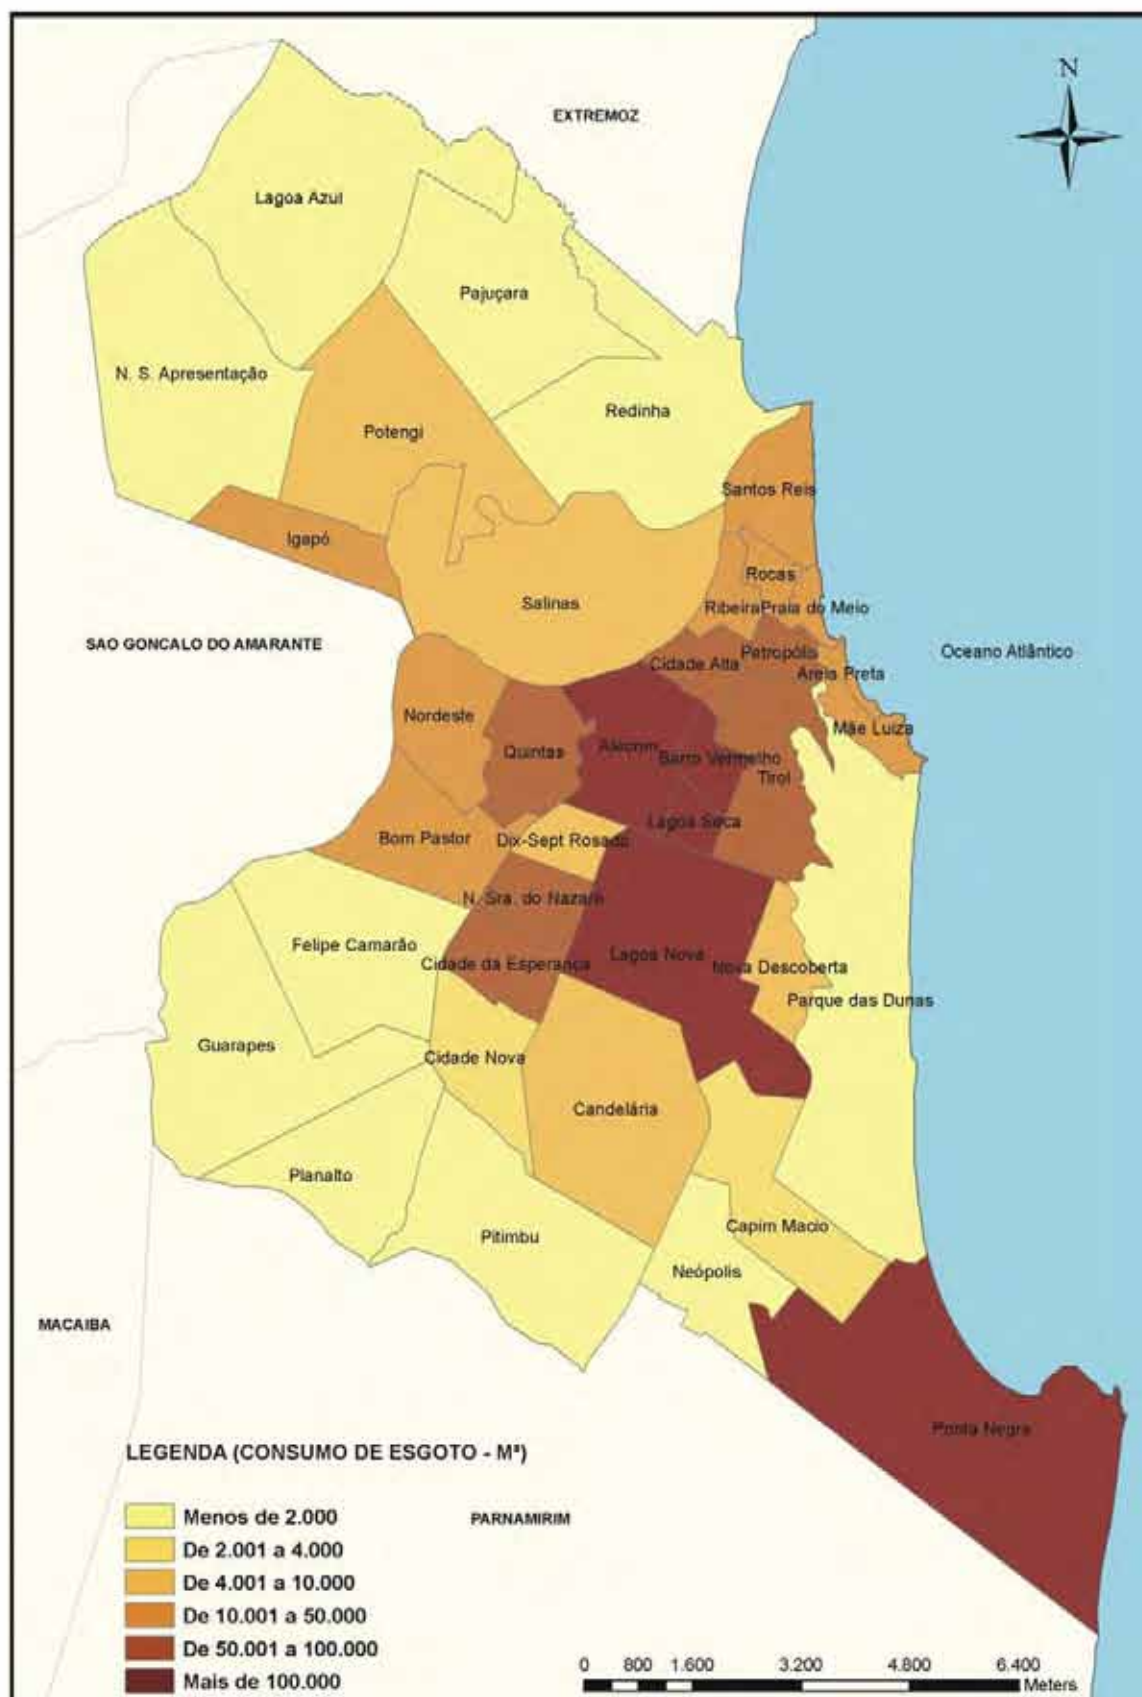 N
EXTREMOZ
Lagoa Azul
Pajuçara
N. S. Apresentação
Redinha
Potengi
Santos Reis
Igapó
Rocas
Salinas
Ribeira
Praia do Meio
SAO GONCALO DO AMARANTE
Petropólis
Oceano Atlântico
Cidade Alta
Areia Preta
Nordeste
Mãe Luiza
Quintas
Alecrim
Barro Vermelho
Tirol
Lagoa Seca
Bom Pastor
Dix-Sept Rosado
N. Sra. do Nazaré
Felipe Camarão
Cidade da Esperança
Lagoa Nova
Nova Descoberta
Parque das Dunas
Guarapes
Cidade Nova
Candelária
Planalto
Pitimbu
Capim Macio
Neópolis
MACAIBA
Ponta Negra
LEGENDA (CONSUMO DE ESGOTO - Mª)
Menos de 2.000
PARNAMIRIM
De 2.001 a 4.000
De 4.001 a 10.000
De 10.001 a 50.000
De 50.001 a 100.000
Mais de 100.000
0 800 1.600 3.200 4.800 6.400
Meters